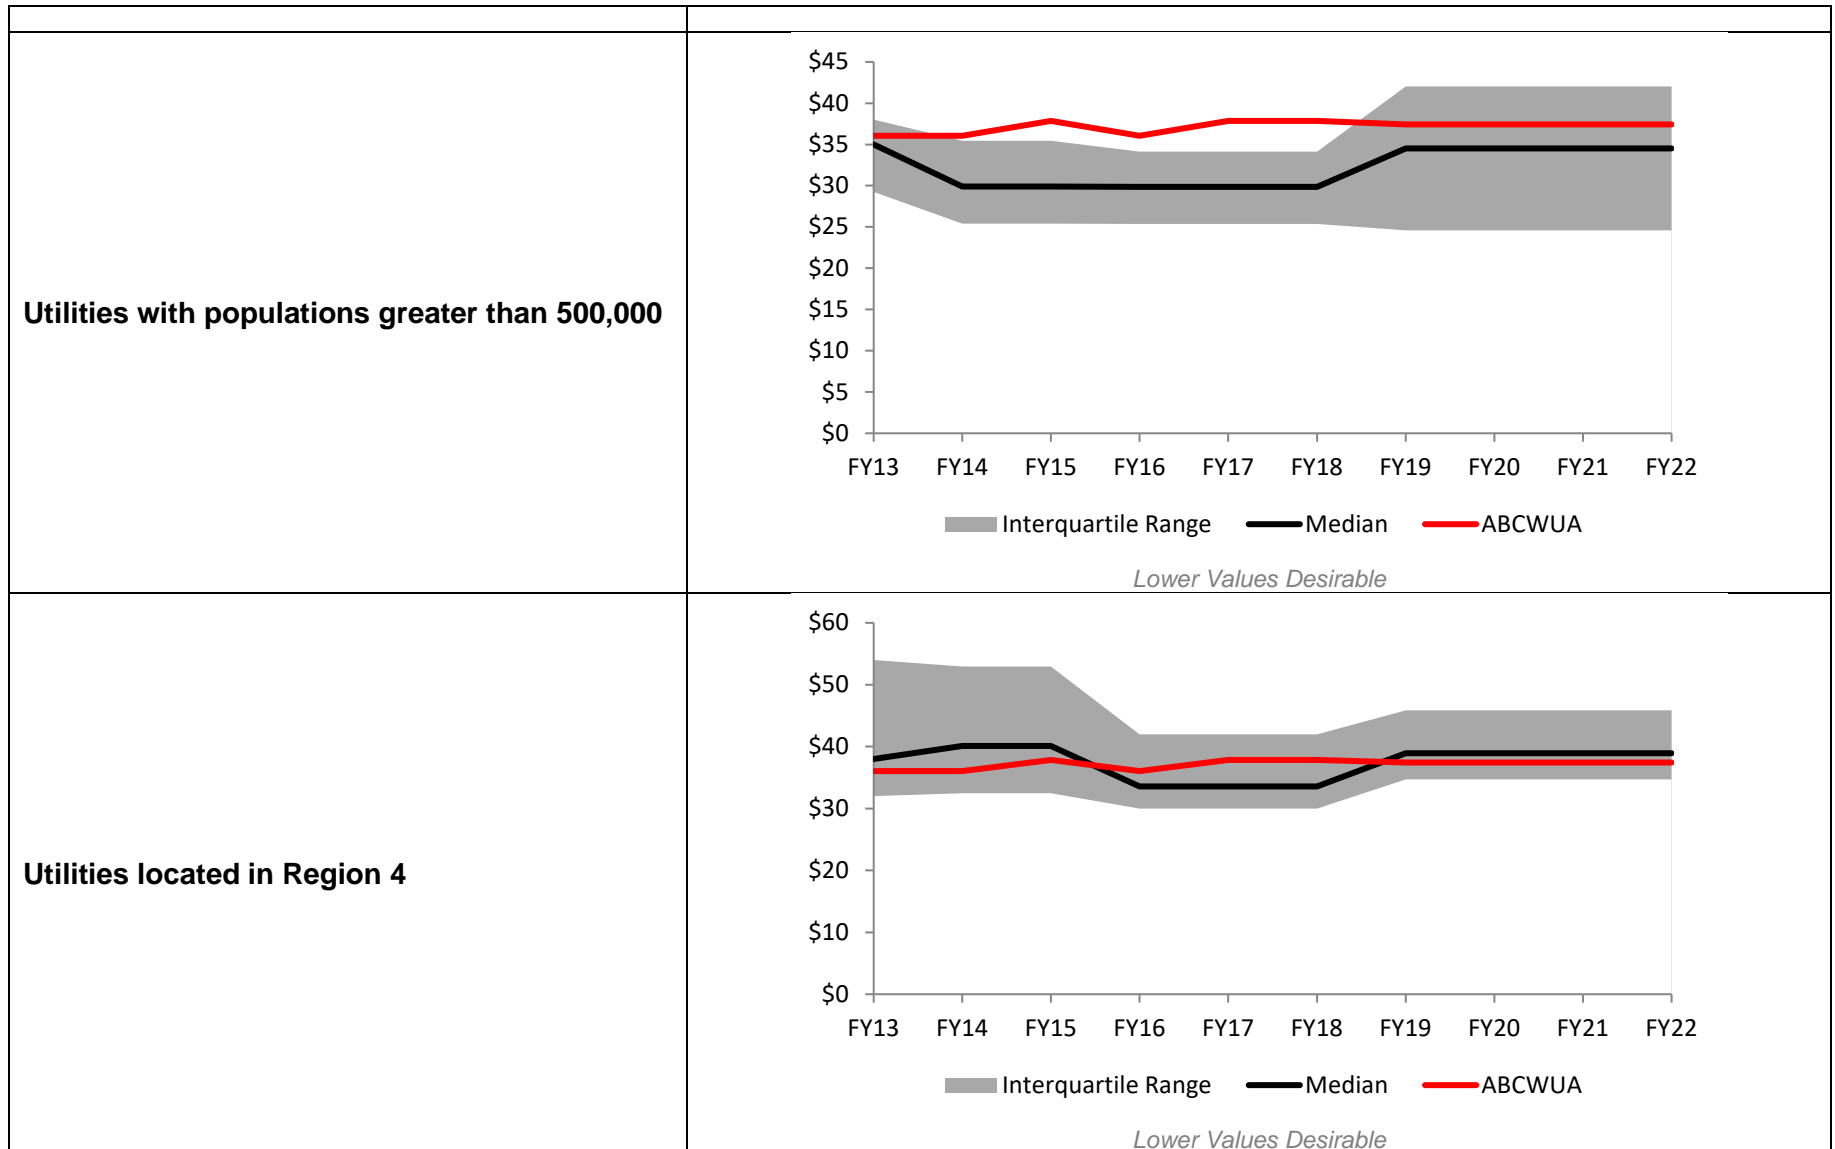 Utilities with populations greater than 500,000
$45
$40
$35
$30
$25
$20
$15
$10
$5
$0
FY13 FY14 FY15 FY16 FY17 FY18 FY19 FY20 FY21 FY22
Interquartile Range Median ABCWUA
Lower Values Desirable
Utilities located in Region 4
$60
$50
$40
$30
$20
$10
$0
FY13 FY14 FY15 FY16 FY17 FY18 FY19 FY20 FY21 FY22
Interquartile Range Median ABCWUA
Lower Values Desirable